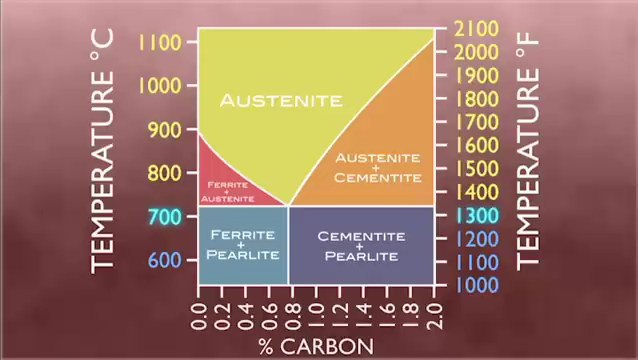 TEMPERATURE °C
1100
1000
900
800
700
600
AUSTENITE
AUSTENITE
+
CEMENTITE
FERRITE
+
AUSTENITE
FERRITE
+
PEARLITE
CEMENTITE
+
PEARLITE
2100
2000
1900
1800
1700
1600
1500
1400
1300
1200
1100
1000
TEMPERATURE °F
0.0 0.2 0.4 0.6 0.8 1.0 1.2 1.4 1.6 1.8 2.0
% CARBON